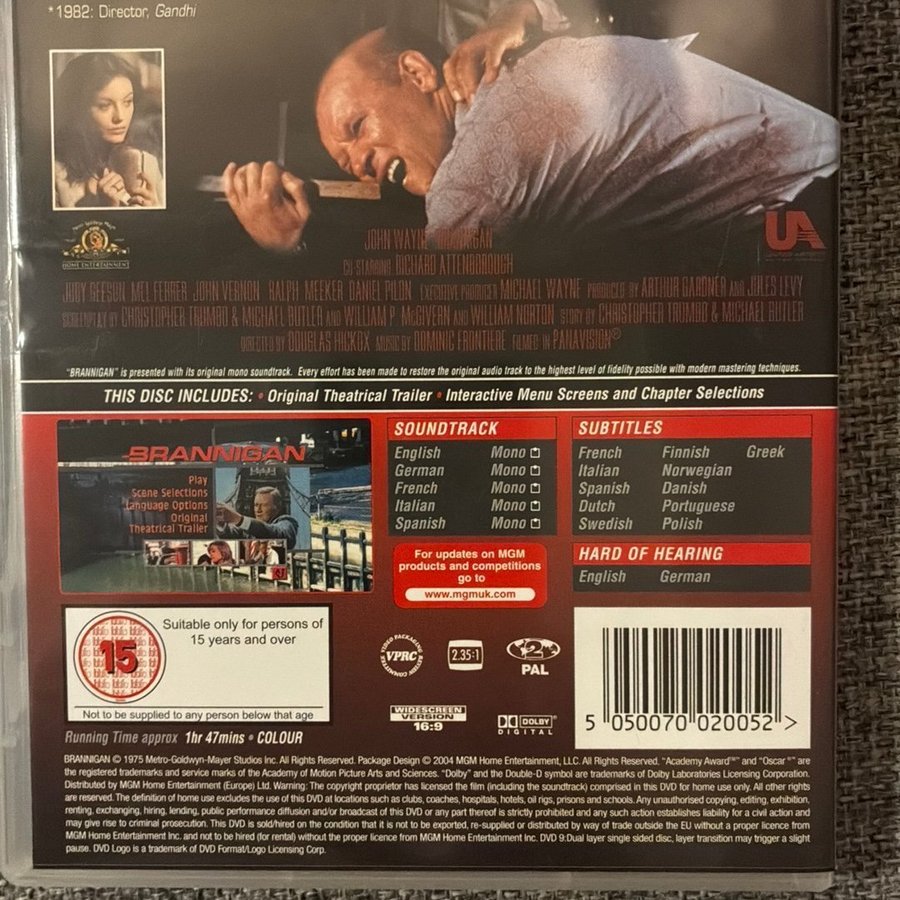 *1982: Director, Gandhi
Metro Goldwyn Mayer
HOME ENTERTAINMENT
UA
JOHN WAYNE BRANNIGAN
CO-STARRING RICHARD ATTENBOROUGH
JUDY GEESON MEL FERRER JOHN VERNON RALPH MEEKER DANIEL PILON EXECUTIVE PRODUCER MICHAEL WAYNE PRODUCED BY ARTHUR GARDNER AND JULES LEVY
SCREENPLAY BY CHRISTOPHER TRUMBO & MICHAEL BUTLER AND WILLIAM P. McGIVERN AND WILLIAM NORTON STORY BY CHRISTOPHER TRUMBO & MICHAEL BUTLER
DIRECTED BY DOUGLAS HICKOX MUSIC BY DOMINIC FRONTIERE FILMED IN PANAVISION®
"BRANNIGAN" is presented with its original mono soundtrack. Every effort has been made to restore the original audio track to the highest level of fidelity possible with modern mastering techniques.
THIS DISC INCLUDES: • Original Theatrical Trailer • Interactive Menu Screens and Chapter Selections
BRANNIGAN
Play
Scene Selections
Language Options
Original
Theatrical Trailer
SOUNDTRACK
English Mono
German Mono
French Mono
Italian Mono
Spanish Mono
SUBTITLES
French Finnish Greek
Italian Norwegian
Spanish Danish
Dutch Portuguese
Swedish Polish
HARD OF HEARING
English German
For updates on MGM
products and competitions
go to
www.mgmuk.com
15
Suitable only for persons of
15 years and over
Not to be supplied to any person below that age
VIDEO PACKAGING REVIEW COMMITTEE
VPRC
2.35:1
2
PAL
WIDESCREEN
VERSION
16:9
DOLBY
DIGITAL
5 050070 020052 >
Running Time approx 1hr 47mins • COLOUR
BRANNIGAN © 1975 Metro-Goldwyn-Mayer Studios Inc. All Rights Reserved. Package Design © 2004 MGM Home Entertainment, LLC. All Rights Reserved. "Academy Award™" and "Oscar™" are
the registered trademarks and service marks of the Academy of Motion Picture Arts and Sciences. "Dolby" and the Double-D symbol are trademarks of Dolby Laboratories Licensing Corporation.
Distributed by MGM Home Entertainment (Europe) Ltd. Warning: The copyright proprietor has licensed the film (including the soundtrack) comprised in this DVD for home use only. All other rights
are reserved. The definition of home use excludes the use of this DVD at locations such as clubs, coaches, hospitals, hotels, oil rigs, prisons and schools. Any unauthorised copying, editing, exhibition,
renting, exchanging, hiring, lending, public performance diffusion and/or broadcast of this DVD or any part thereof is strictly prohibited and any such action establishes liability for a civil action and
may give rise to criminal prosecution. This DVD is sold/hired on the condition that it is not to be exported, re-supplied or distributed by way of trade outside the EU without a proper licence from
MGM Home Entertainment Inc. and not to be hired (for rental) without the proper licence from MGM Home Entertainment Inc. DVD 9:Dual layer single sided disc, layer transition may trigger a slight
pause. DVD Logo is a trademark of DVD Format/Logo Licensing Corp.